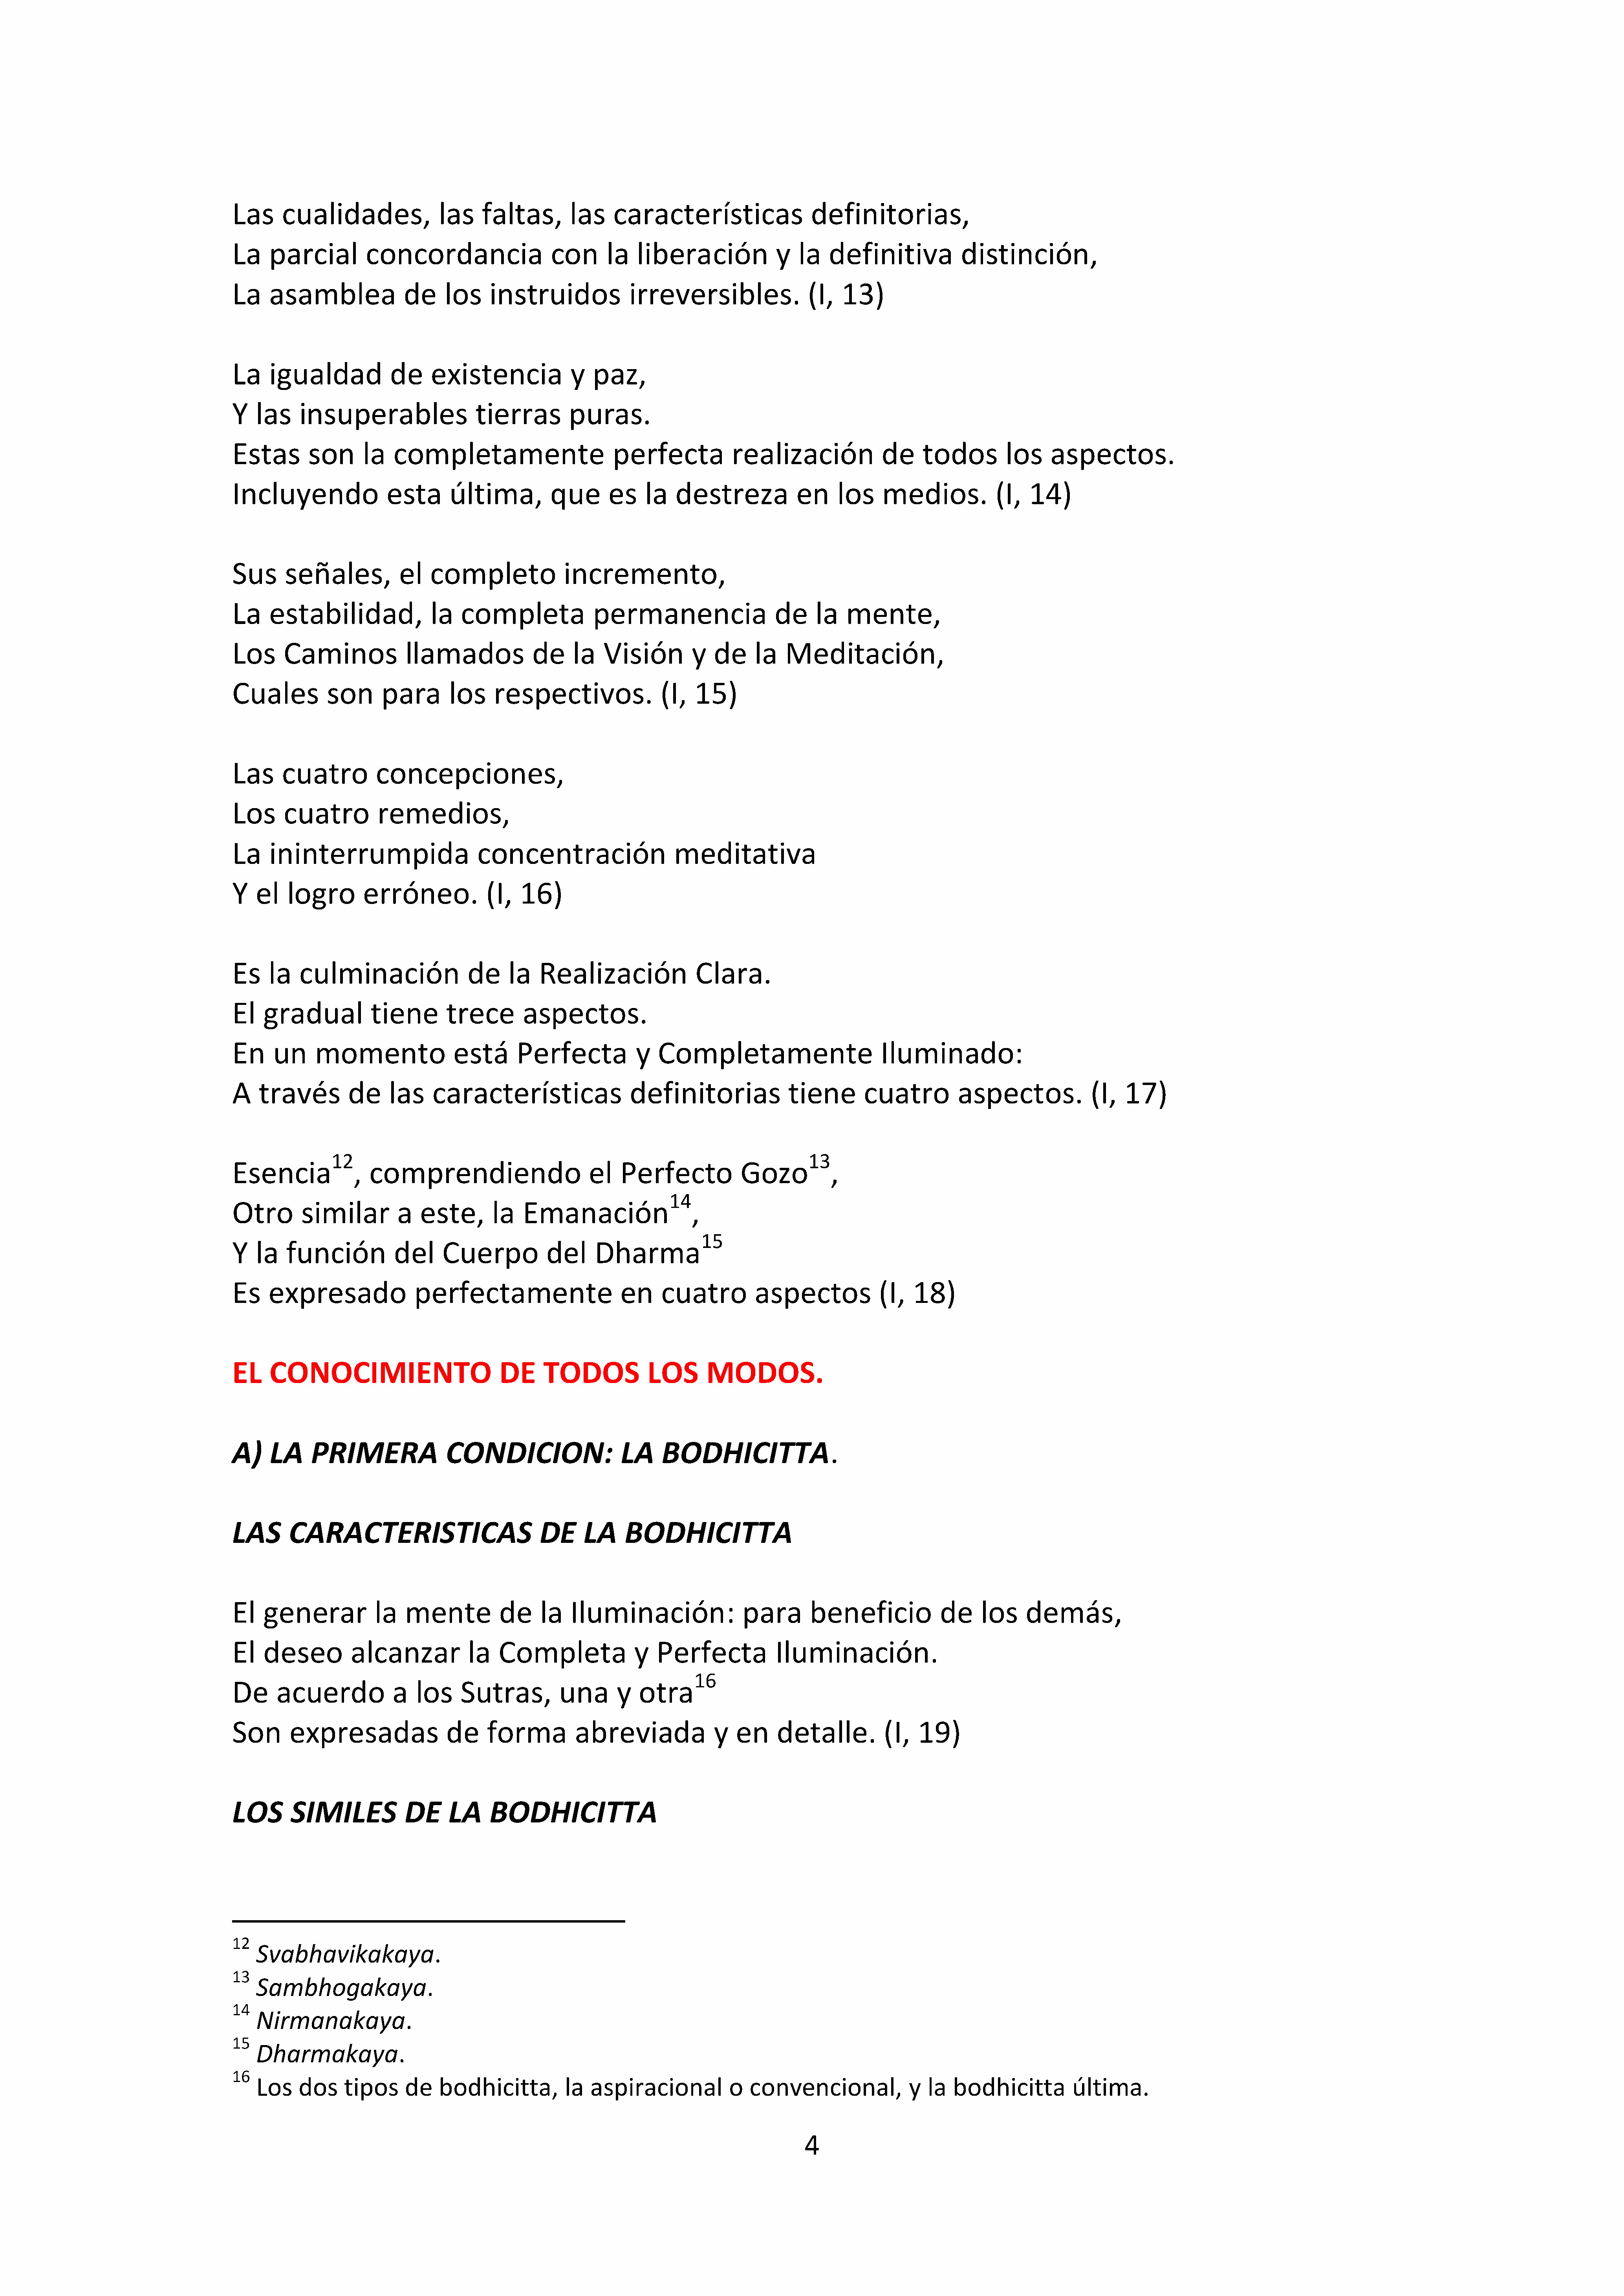 Las cualidades, las faltas, las características definitorias,
La parcial concordancia con la liberación y la definitiva distinción,
La asamblea de los instruidos irreversibles. (I, 13)
La igualdad de existencia y paz,
Y las insuperables tierras puras.
Estas son la completamente perfecta realización de todos los aspectos.
Incluyendo esta última, que es la destreza en los medios. (I, 14)
Sus señales, el completo incremento,
La estabilidad, la completa permanencia de la mente,
Los Caminos llamados de la Visión y de la Meditación,
Cuales son para los respectivos. (I, 15)
Las cuatro concepciones,
Los cuatro remedios,
La ininterrumpida concentración meditativa
Y el logro erróneo. (I, 16)
Es la culminación de la Realización Clara.
El gradual tiene trece aspectos.
En un momento está Perfecta y Completamente Iluminado:
A través de las características definitorias tiene cuatro aspectos. (I, 17)
Esencia12, comprendiendo el Perfecto Gozo13,
Otro similar a este, la Emanación14,
Y la función del Cuerpo del Dharma15
Es expresado perfectamente en cuatro aspectos (I, 18)
EL CONOCIMIENTO DE TODOS LOS MODOS.
A) LA PRIMERA CONDICION: LA BODHICITTA.
LAS CARACTERISTICAS DE LA BODHICITTA
El generar la mente de la Iluminación: para beneficio de los demás,
El deseo alcanzar la Completa y Perfecta Iluminación.
De acuerdo a los Sutras, una y otra16
Son expresadas de forma abreviada y en detalle. (I, 19)
LOS SIMILES DE LA BODHICITTA
12 Svabhavikakaya.
13 Sambhogakaya.
14 Nirmanakaya.
15 Dharmakaya.
16 Los dos tipos de bodhicitta, la aspiracional o convencional, y la bodhicitta última.
4